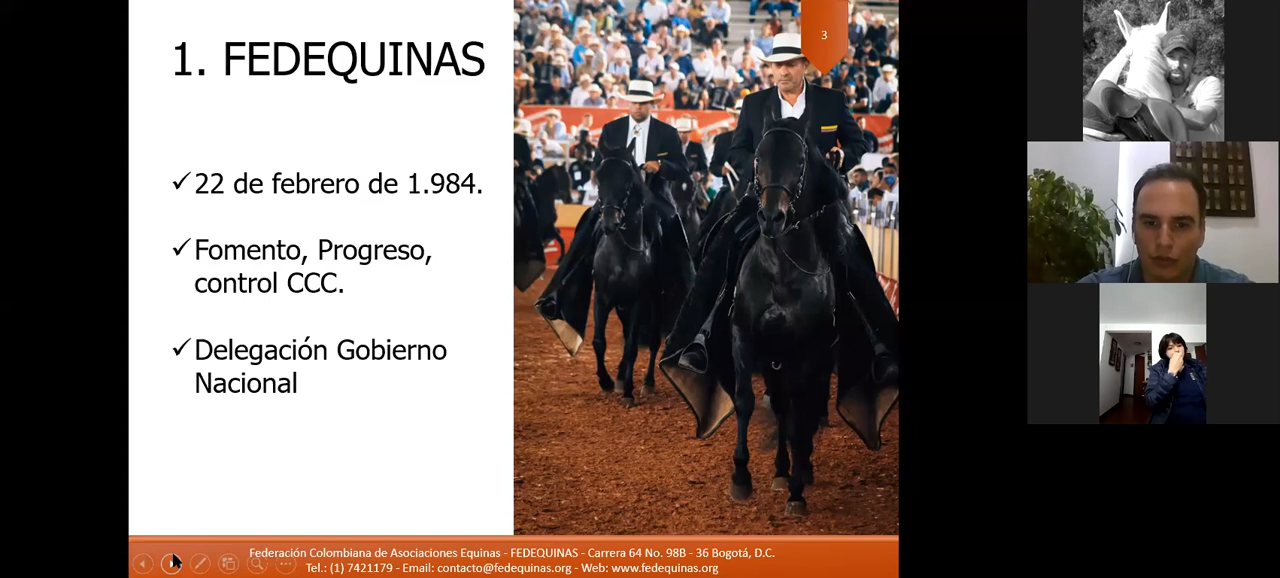 1. FEDEQUINAS
3
✓ 22 de febrero de 1.984.
✓ Fomento, Progreso,
control CCC.
✓ Delegación Gobierno
Nacional
Federación Colombiana de Asociaciones Equinas - FEDEQUINAS - Carrera 64 No. 98B - 36 Bogotá, D.C.
Tel.: (1) 7421179 - Email: contacto@fedequinas.org - Web: www.fedequinas.org